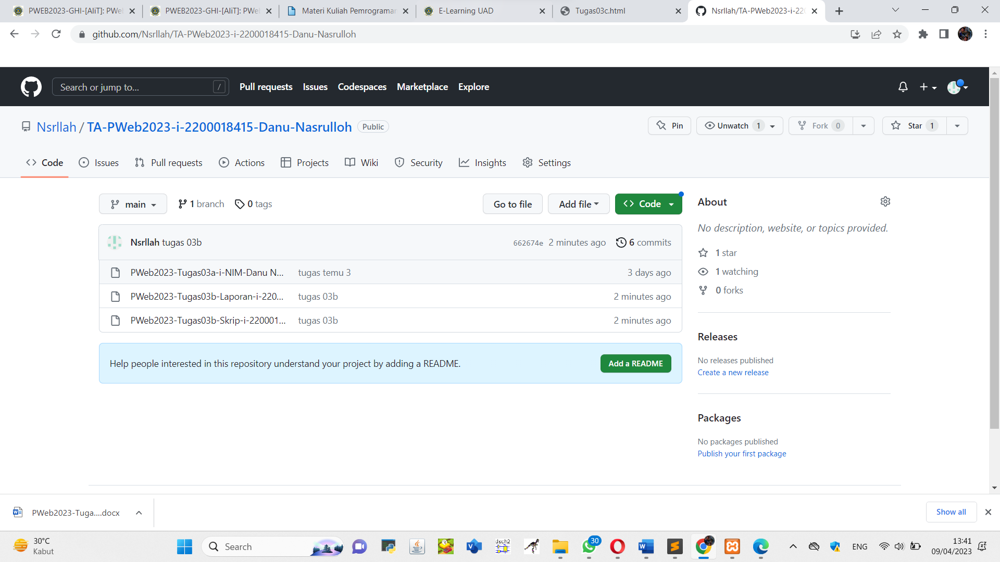 PWEB2023-GHI-[AliT]: PWel
PWEB2023-GHI-[AliT]: PWel
Materi Kuliah Pemrograman
E-Learning UAD
Tugas03c.html
Nsrllah/TA-PWeb2023-i-220
github.com/Nsrllah/TA-PWeb2023-i-2200018415-Danu-Nasrulloh
Search or jump to... /
Pull requests Issues Codespaces Marketplace Explore
Nsrllah / TA-PWeb2023-i-2200018415-Danu-Nasrulloh Public
Pin Unwatch 1 Fork 0 Star 1
Code Issues Pull requests Actions Projects Wiki Security Insights Settings
main 1 branch 0 tags Go to file Add file Code
Nsrllah tugas 03b 662674e 2 minutes ago 6 commits
PWeb2023-Tugas03a-i-NIM-Danu N... tugas temu 3 3 days ago
PWeb2023-Tugas03b-Laporan-i-220... tugas 03b 2 minutes ago
PWeb2023-Tugas03b-Skrip-i-220001... tugas 03b 2 minutes ago
Help people interested in this repository understand your project by adding a README. Add a README
About
No description, website, or topics provided.
1 star
1 watching
0 forks
Releases
No releases published
Create a new release
Packages
No packages published
Publish your first package
PWeb2023-Tuga....docx
Show all
30°C
Kabut
Search
dsch2
30
ENG
13:41
09/04/2023